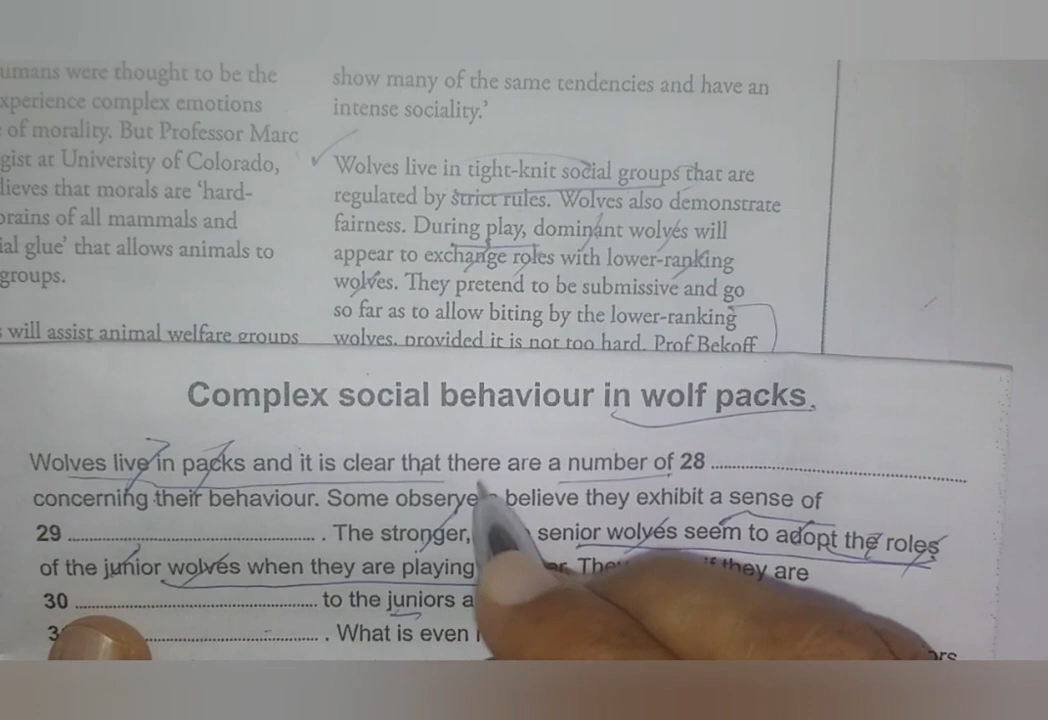 umans were thought to be the
xperience complex emotions
of morality. But Professor Marc
gist at University of Colorado,
lieves that morals are 'hard-
rains of all mammals and
ial glue' that allows animals to
groups.
will assist animal welfare groups
show many of the same tendencies and have an
intense sociality.'
Wolves live in tight-knit social groups that are
regulated by strict rules. Wolves also demonstrate
fairness. During play, dominant wolves will
appear to exchange roles with lower-ranking
wolves. They pretend to be submissive and go
so far as to allow biting by the lower-ranking
wolves, provided it is not too hard. Prof Bekoff
Complex social behaviour in wolf packs.
Wolves live in packs and it is clear that there are a number of 28 ..........
concerning their behaviour. Some observe believe they exhibit a sense of
29 .......... . The stronger, senior wolves seem to adopt the roles
of the junior wolves when they are playing they are
30 .......... to the juniors a
3 .......... . What is even